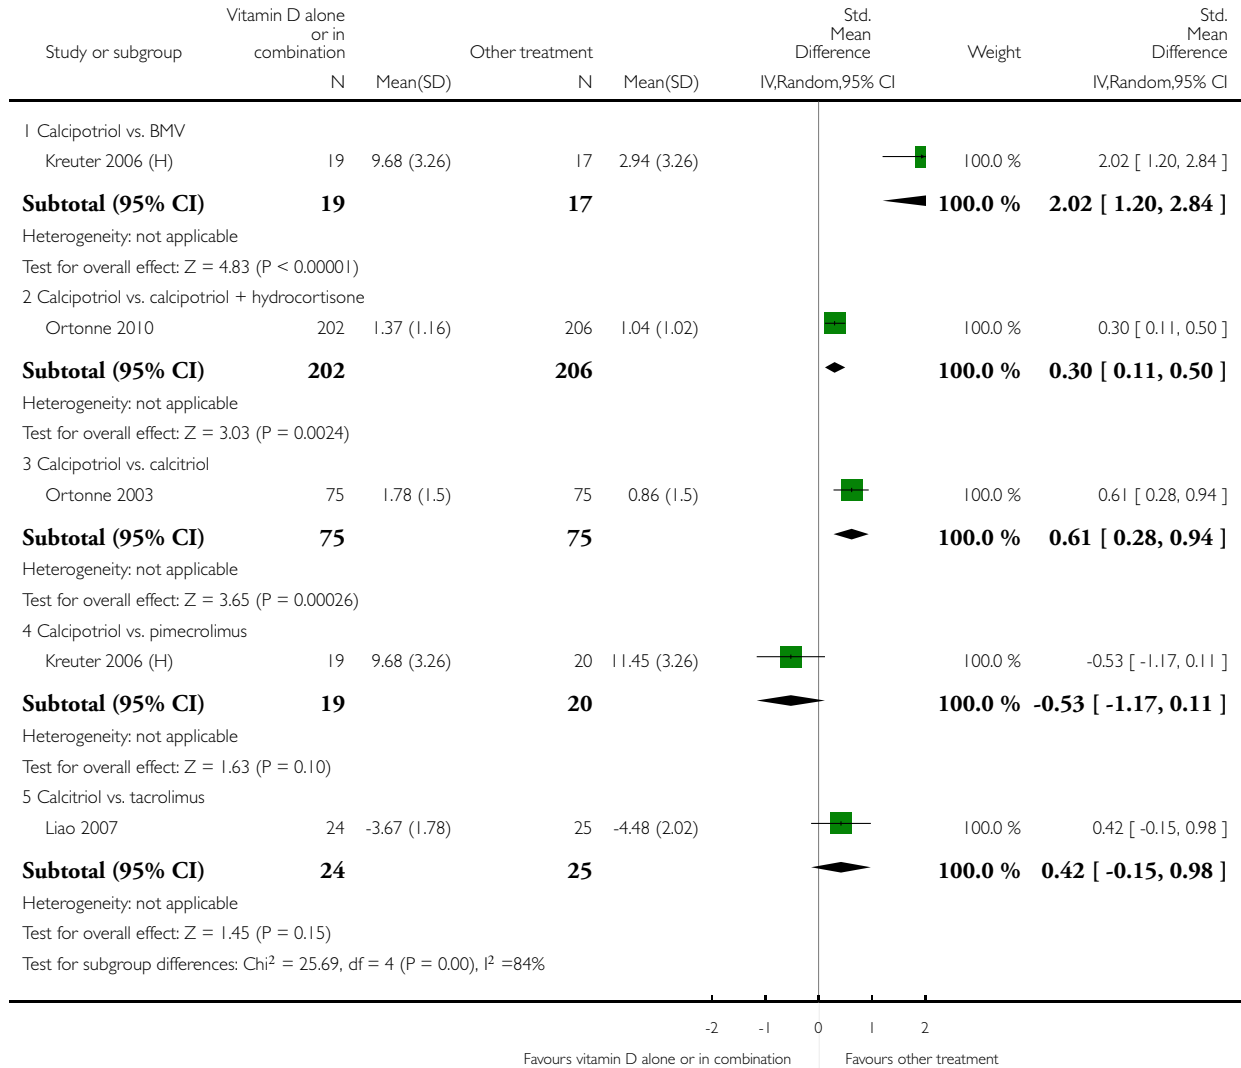 Study or subgroup
Vitamin D alone
or in
combination
Other treatment
Std.
Mean
Difference
Weight
Std.
Mean
Difference
N Mean(SD) N Mean(SD) IV,Random,95% CI IV,Random,95% CI
1 Calcipotriol vs. BMV
Kreuter 2006 (H) 19 9.68 (3.26) 17 2.94 (3.26) 100.0 % 2.02 [ 1.20, 2.84 ]
Subtotal (95% CI) 19 17 100.0 % 2.02 [ 1.20, 2.84 ]
Heterogeneity: not applicable
Test for overall effect: Z = 4.83 (P < 0.00001)
2 Calcipotriol vs. calcipotriol + hydrocortisone
Ortonne 2010 202 1.37 (1.16) 206 1.04 (1.02) 100.0 % 0.30 [ 0.11, 0.50 ]
Subtotal (95% CI) 202 206 100.0 % 0.30 [ 0.11, 0.50 ]
Heterogeneity: not applicable
Test for overall effect: Z = 3.03 (P = 0.0024)
3 Calcipotriol vs. calcitriol
Ortonne 2003 75 1.78 (1.5) 75 0.86 (1.5) 100.0 % 0.61 [ 0.28, 0.94 ]
Subtotal (95% CI) 75 75 100.0 % 0.61 [ 0.28, 0.94 ]
Heterogeneity: not applicable
Test for overall effect: Z = 3.65 (P = 0.00026)
4 Calcipotriol vs. pimecrolimus
Kreuter 2006 (H) 19 9.68 (3.26) 20 11.45 (3.26) 100.0 % -0.53 [ -1.17, 0.11 ]
Subtotal (95% CI) 19 20 100.0 % -0.53 [ -1.17, 0.11 ]
Heterogeneity: not applicable
Test for overall effect: Z = 1.63 (P = 0.10)
5 Calcitriol vs. tacrolimus
Liao 2007 24 -3.67 (1.78) 25 -4.48 (2.02) 100.0 % 0.42 [ -0.15, 0.98 ]
Subtotal (95% CI) 24 25 100.0 % 0.42 [ -0.15, 0.98 ]
Heterogeneity: not applicable
Test for overall effect: Z = 1.45 (P = 0.15)
Test for subgroup differences: Chi² = 25.69, df = 4 (P = 0.00), I² =84%
-2 -1 0 1 2
Favours vitamin D alone or in combination Favours other treatment